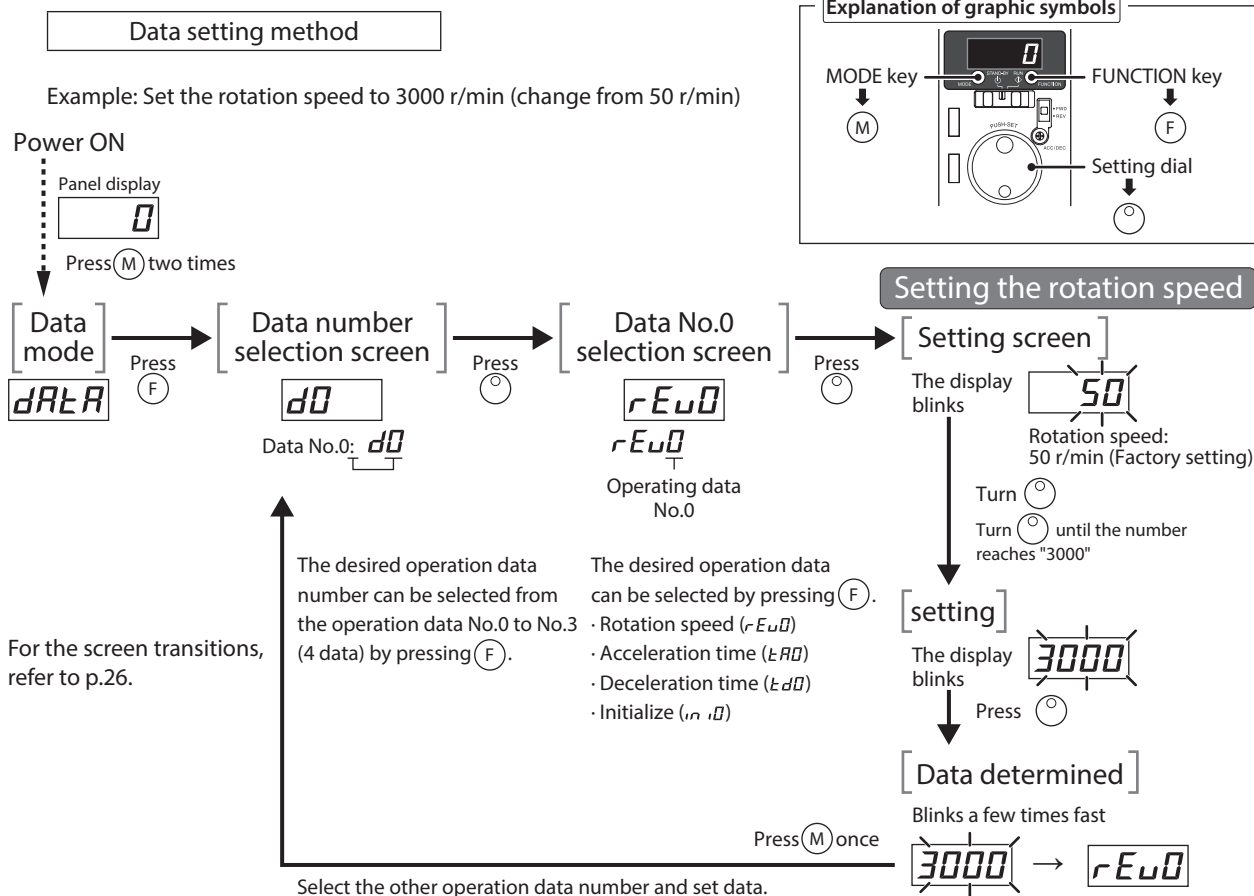 Data setting method
Example: Set the rotation speed to 3000 r/min (change from 50 r/min)
Explanation of graphic symbols
0
STAND-BY RUN
MODE
FUNCTION
MODE key
M
FUNCTION key
F
PUSH-SET
FWD
REV
ACC/DEC
Setting dial
Power ON
Panel display
0
Press M two times
Data mode
dAtA
Press
F
Data number
selection screen
d0
Data No.0: d0
Press
Data No.0
selection screen
rEv0
rEv0
Operating data
No.0
Press
Setting the rotation speed
Setting screen
The display
blinks
50
Rotation speed:
50 r/min (Factory setting)
Turn
Turn until the number
reaches "3000"
setting
The display
blinks
3000
Press
Data determined
Blinks a few times fast
3000 → rEv0
Press M once
The desired operation data
number can be selected from
the operation data No.0 to No.3
(4 data) by pressing F.
The desired operation data
can be selected by pressing F.
· Rotation speed (rEv0)
· Acceleration time (tA0)
· Deceleration time (td0)
· Initialize (ini0)
For the screen transitions,
refer to p.26.
Select the other operation data number and set data.